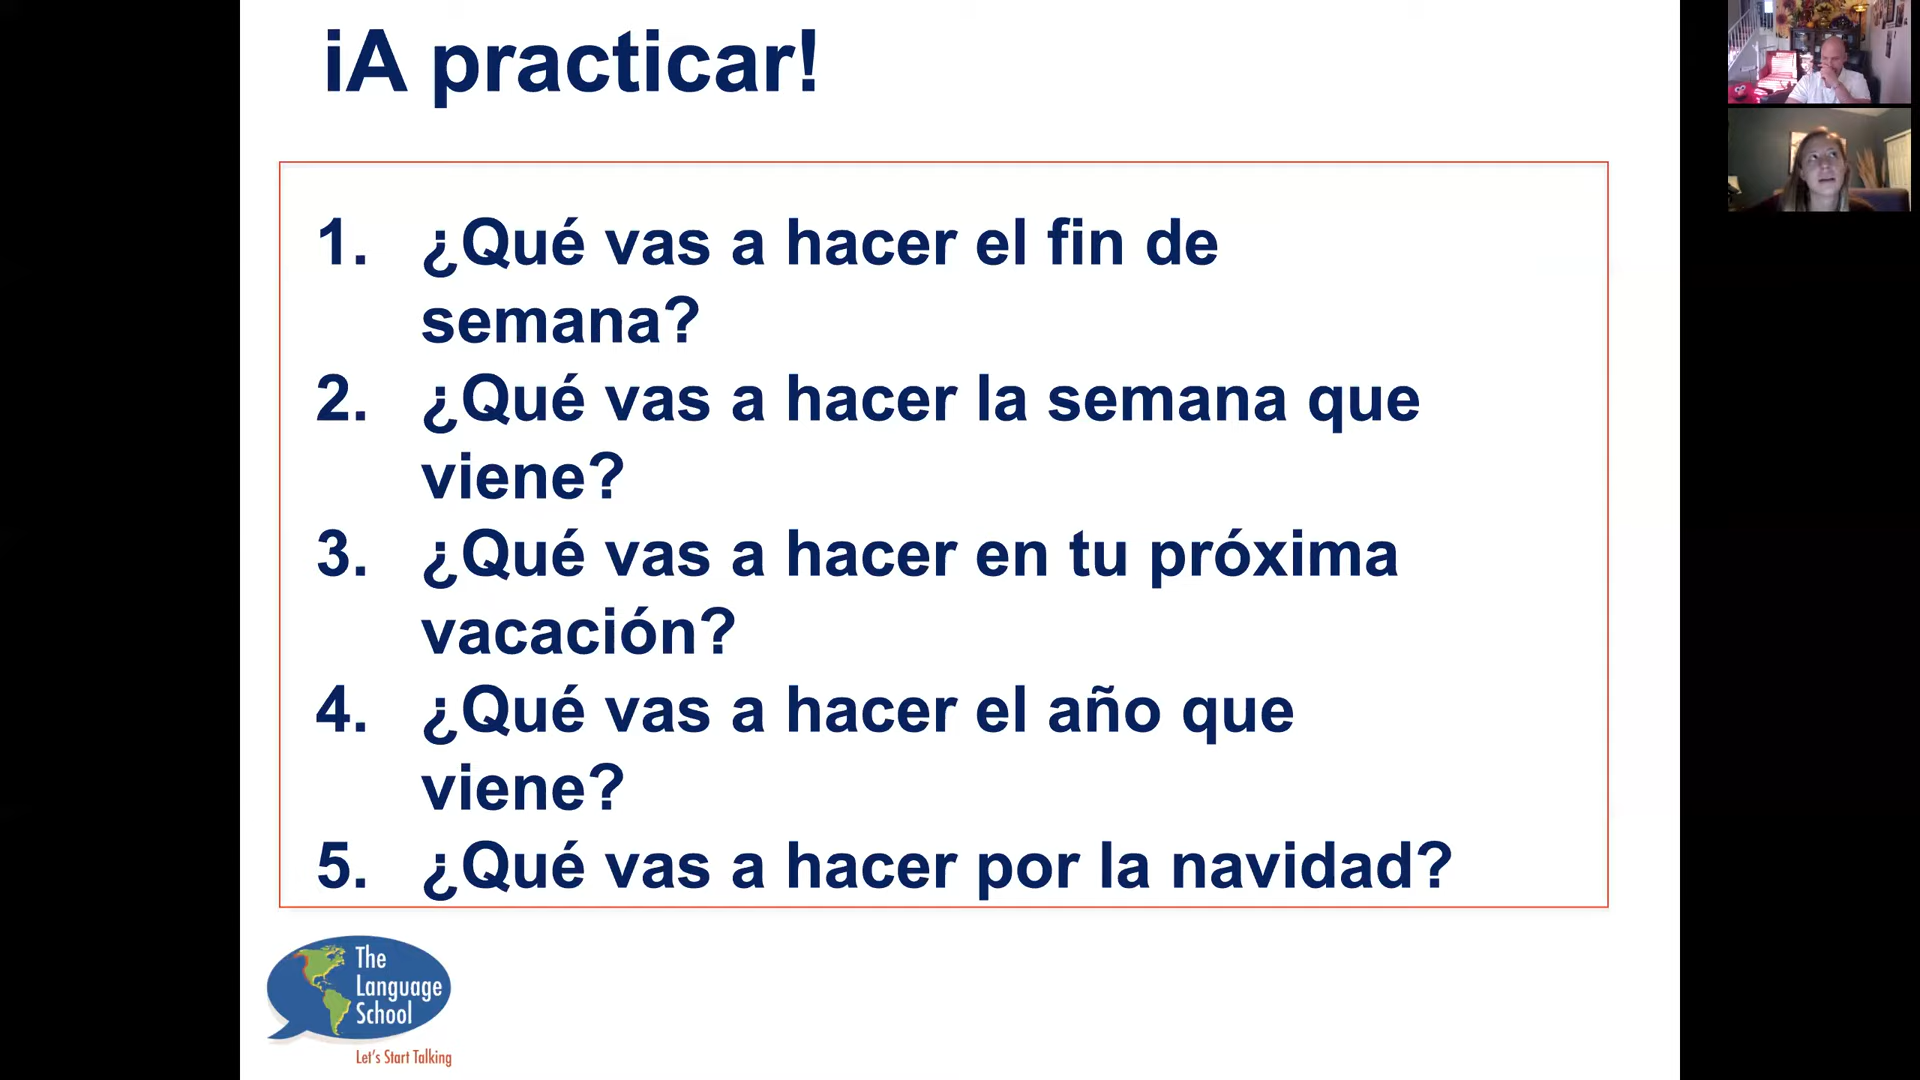 ¡A practicar!
1. ¿Qué vas a hacer el fin de
semana?
2. ¿Qué vas a hacer la semana que
viene?
3. ¿Qué vas a hacer en tu próxima
vacación?
4. ¿Qué vas a hacer el año que
viene?
5. ¿Qué vas a hacer por la navidad?
The
Language
School
Let's Start Talking